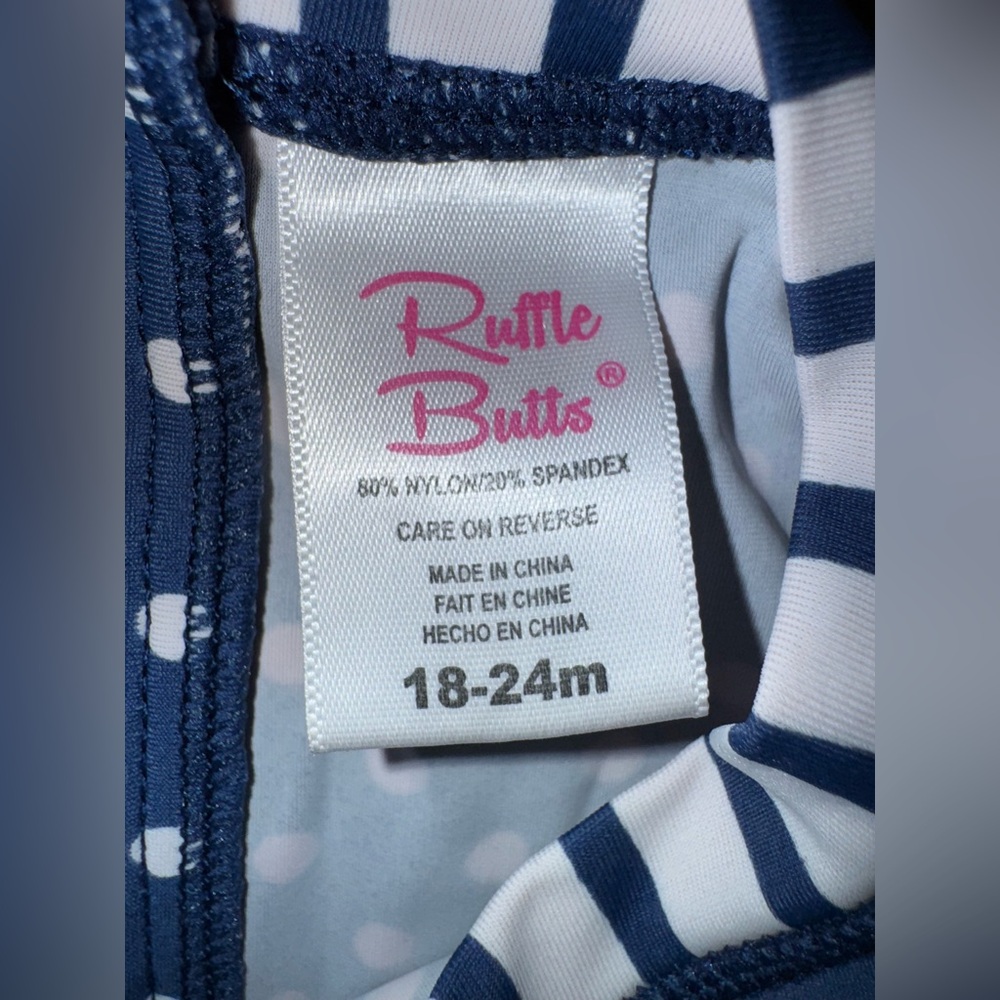 Ruffle
Butts®
80% NYLON/20% SPANDEX
CARE ON REVERSE
MADE IN CHINA
FAIT EN CHINE
HECHO EN CHINA
18-24m